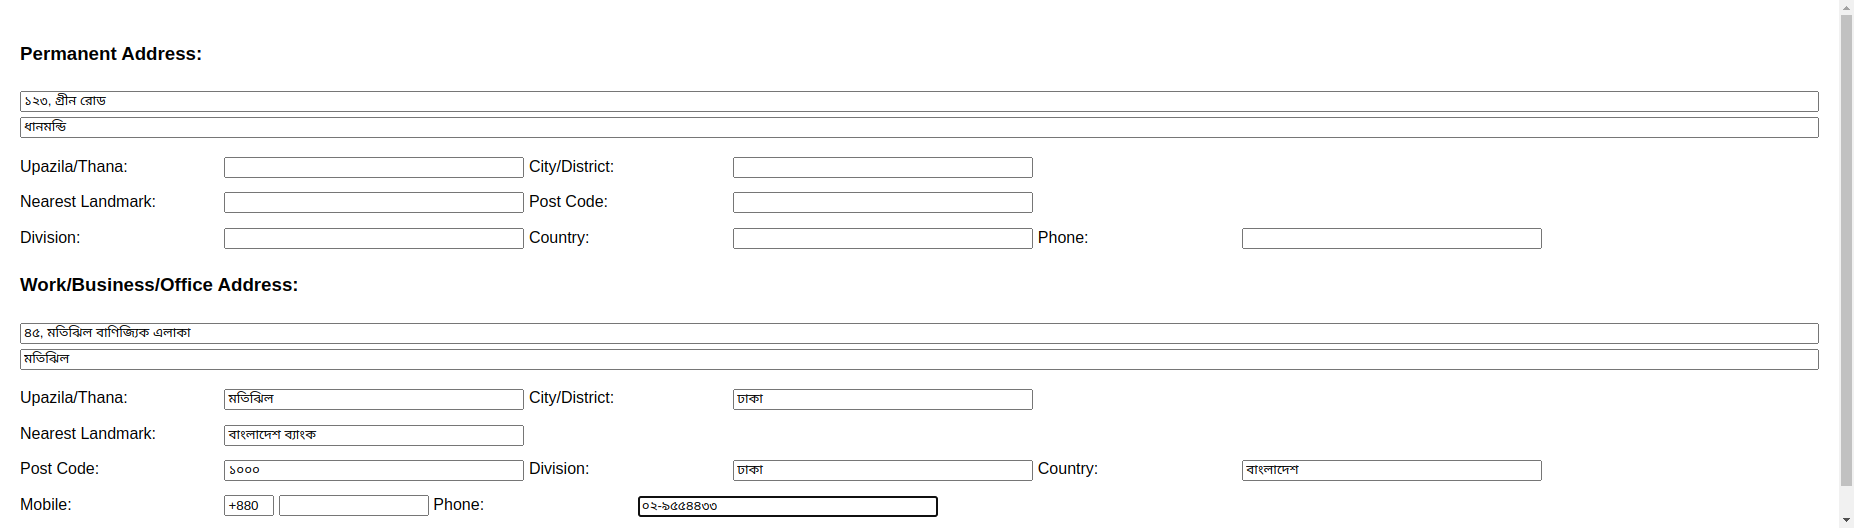 Permanent Address:
১২৩, গ্রীন রোড
ধানমন্ডি
Upazila/Thana: City/District:
Nearest Landmark: Post Code:
Division: Country: Phone:
Work/Business/Office Address:
৪৫, মতিঝিল বাণিজ্যিক এলাকা
মতিঝিল
Upazila/Thana: মতিঝিল City/District: ঢাকা
Nearest Landmark: বাংলাদেশ ব্যাংক
Post Code: ১০০০ Division: ঢাকা Country: বাংলাদেশ
Mobile: +880 Phone: ০২-৯৫৫৪৪৩৩